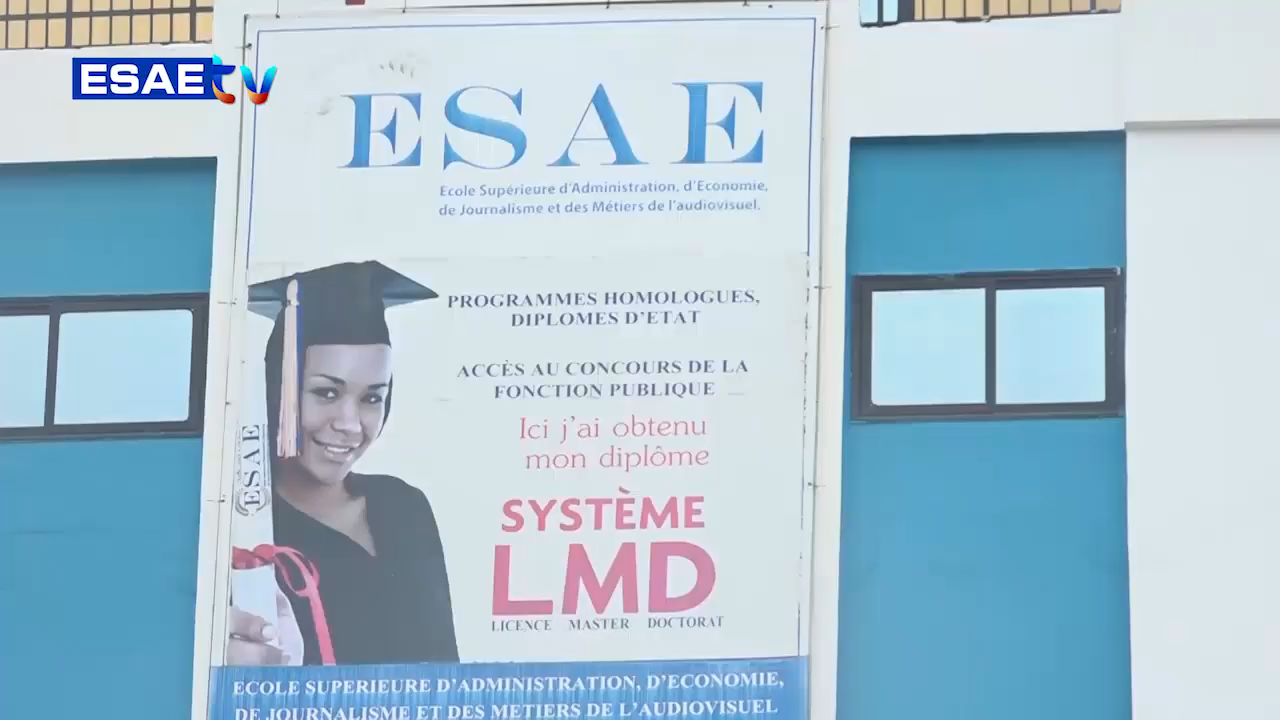 ESAEtv
ESAE
Ecole Supérieure d'Administration, d'Economie,
de Journalisme et des Métiers de l'audiovisuel.
PROGRAMMES HOMOLOGUES,
DIPLOMES D'ETAT
ACCÈS AU CONCOURS DE LA
FONCTION PUBLIQUE
Ici j'ai obtenu
mon diplôme
ESAE
SYSTÈME
LMD
LICENCE MASTER DOCTORAT
ECOLE SUPERIEURE D'ADMINISTRATION, D'ECONOMIE,
DE JOURNALISME ET DES METIERS DE L'AUDIOVISUEL